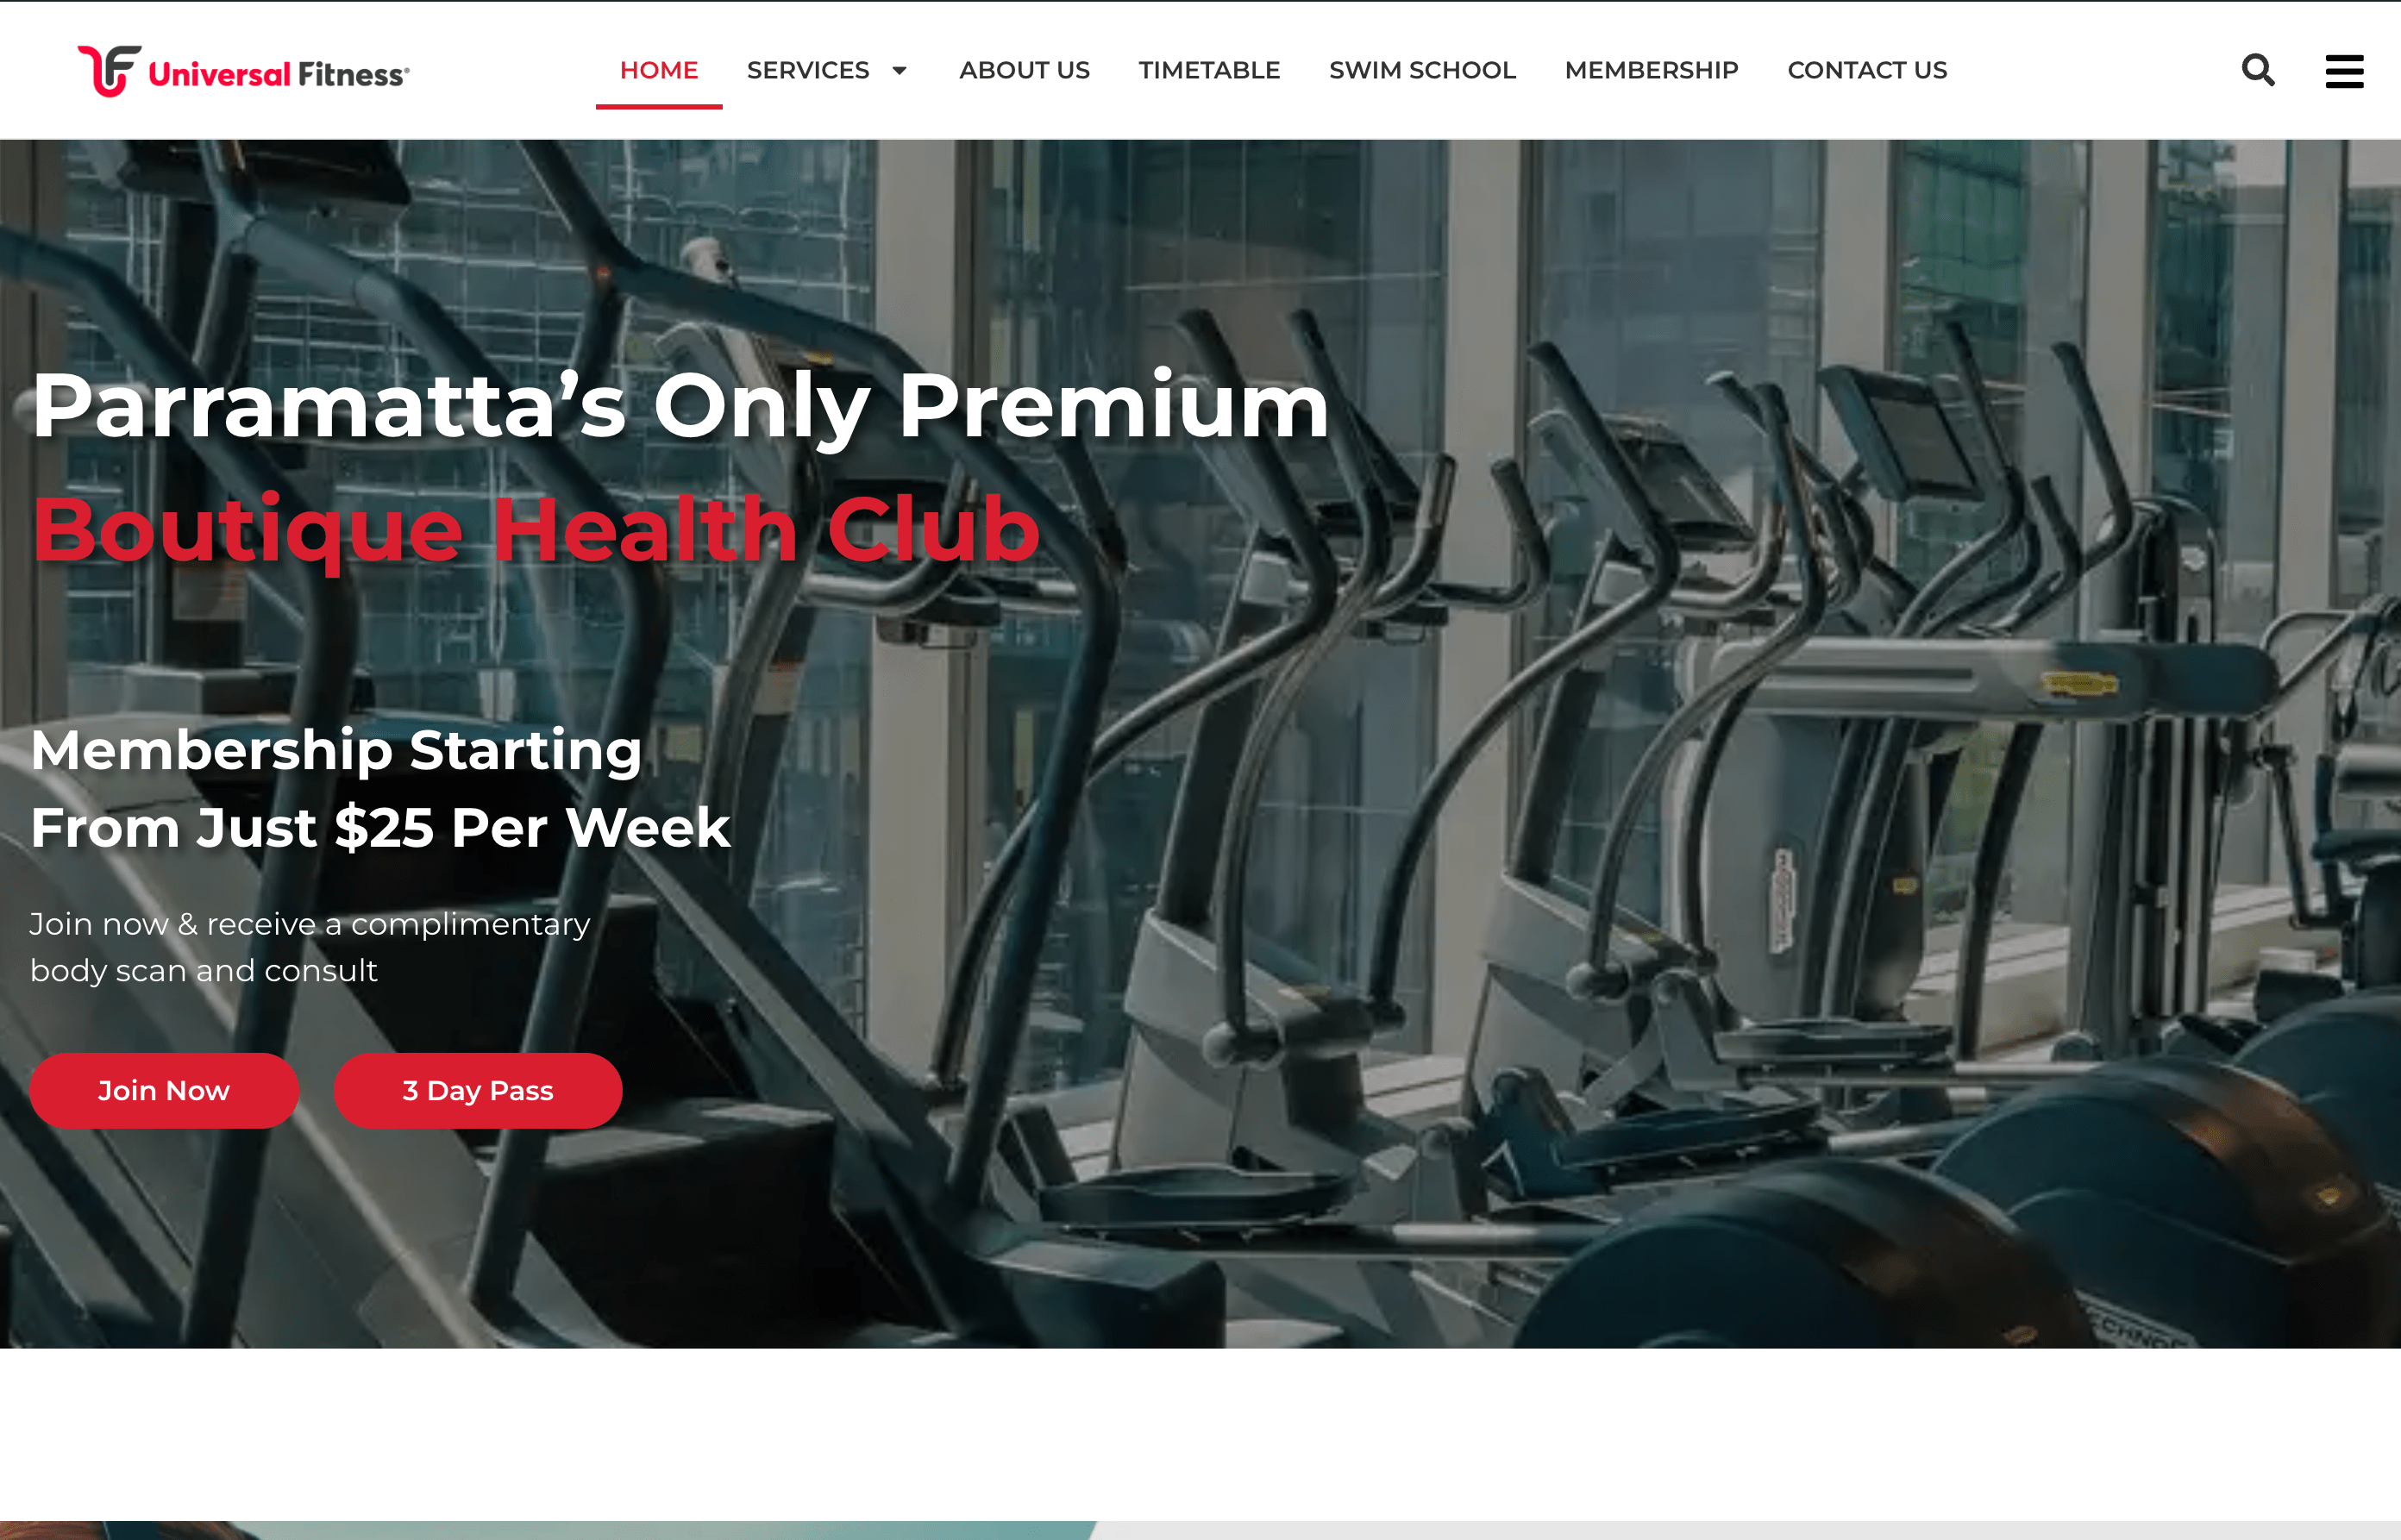 Universal Fitness
HOME SERVICES ABOUT US TIMETABLE SWIM SCHOOL MEMBERSHIP CONTACT US
Parramatta’s Only Premium
Boutique Health Club
Membership Starting
From Just $25 Per Week
Join now & receive a complimentary
body scan and consult
Join Now 3 Day Pass